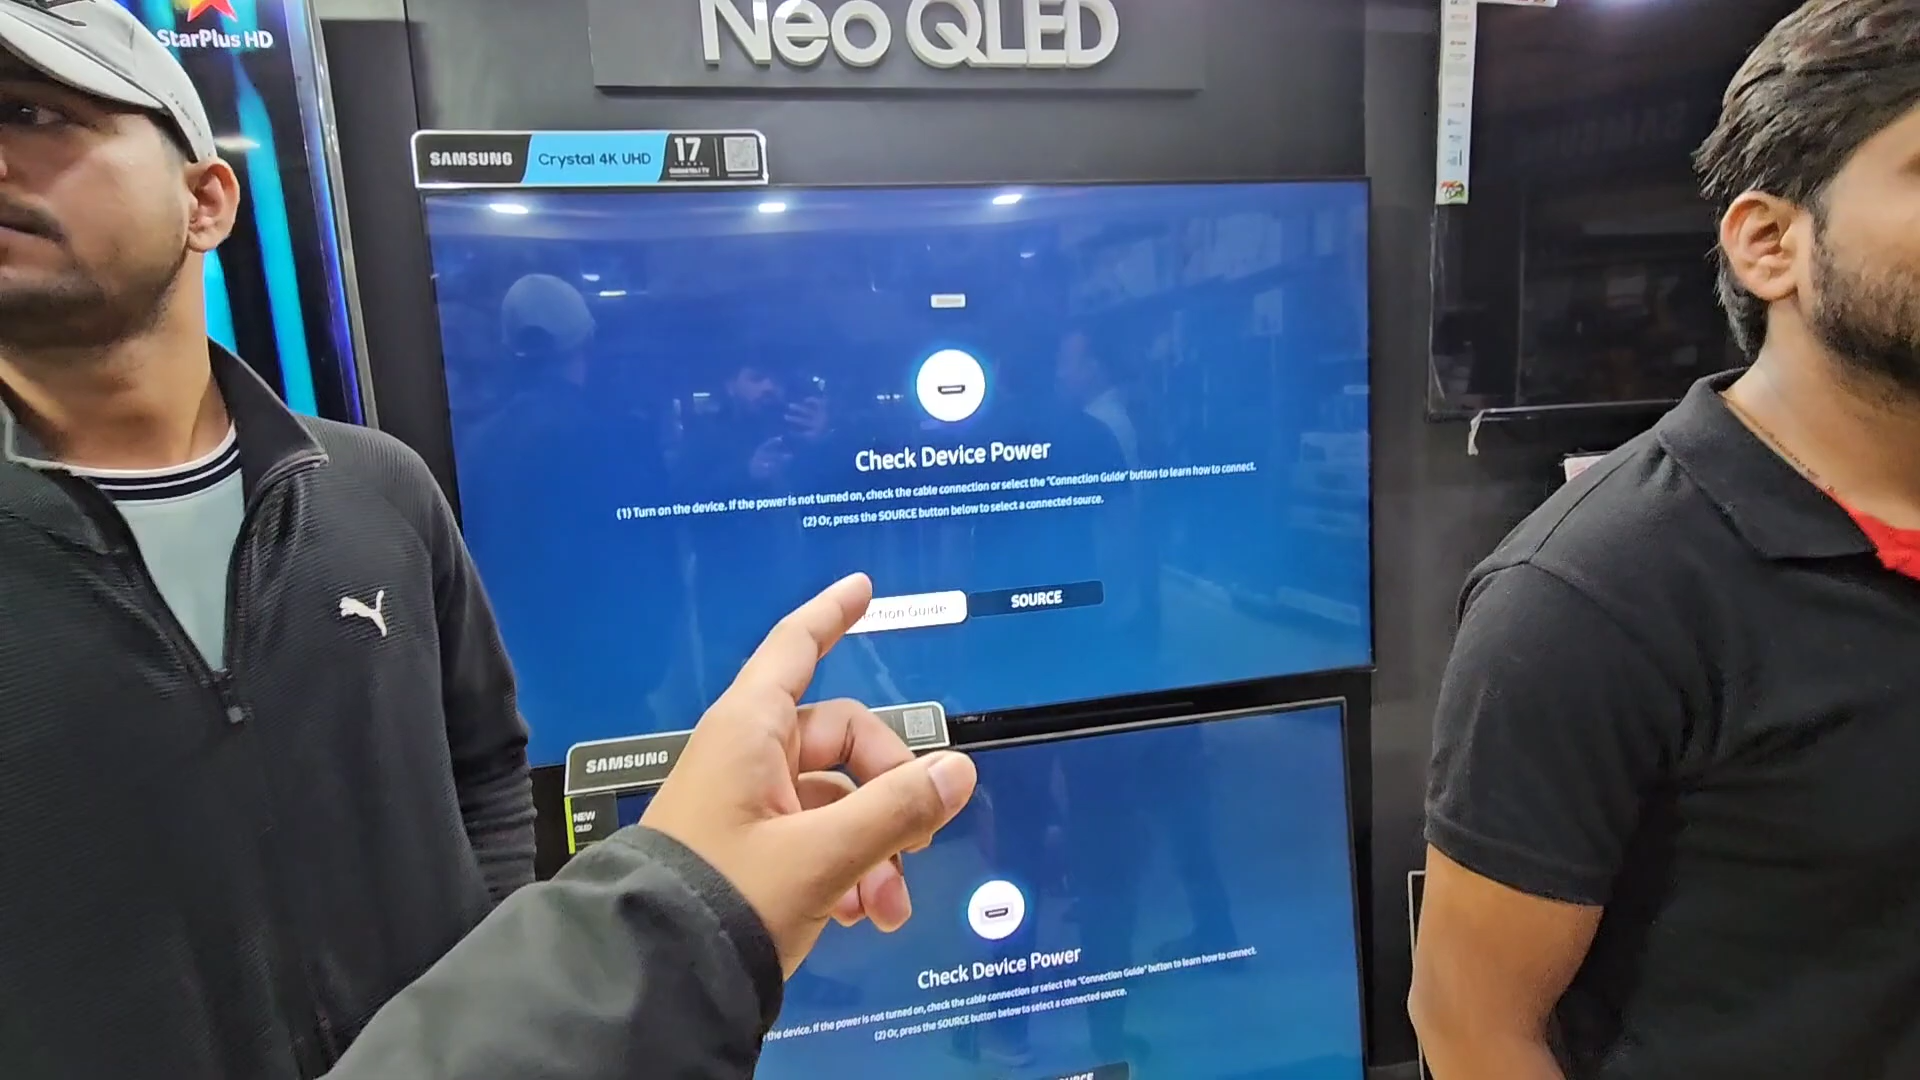 StarPlus HD
Neo QLED
SAMSUNG
Crystal 4K UHD
17
Check Device Power
(1) Turn on the device. If the power is not turned on, check the cable connection or select the "Connection Guide" button to learn how to connect.
(2) Or, press the SOURCE button below to select a connected source.
ection Guide
SOURCE
SAMSUNG
NEW
QLED
Check Device Power
the device. If the power is not turned on, check the cable connection or select the "Connection Guide" button to learn how to connect.
(2) Or, press the SOURCE button below to select a connected source.